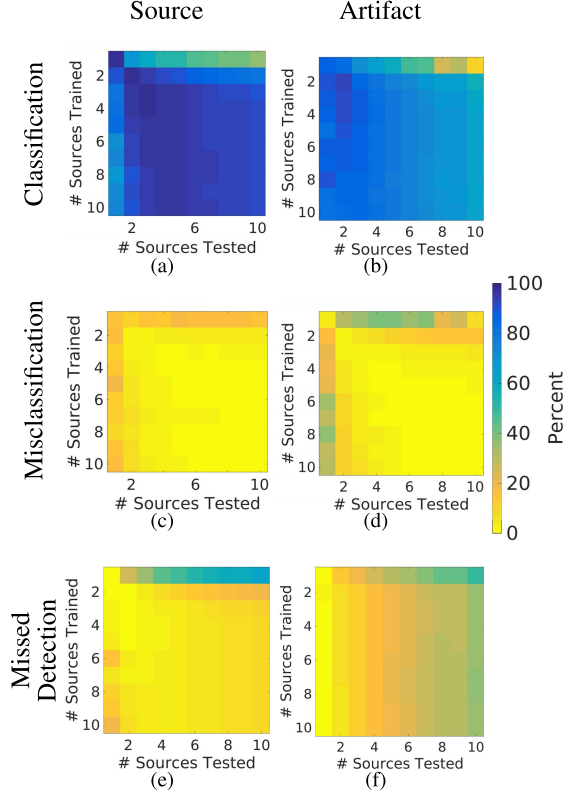 Source Artifact
Classification
# Sources Trained
2
4
6
8
10
2 6 10
# Sources Tested
(a)
# Sources Trained
2
4
6
8
10
2 4 6 8 10
# Sources Tested
(b)
Misclassification
# Sources Trained
2
4
6
8
10
2 4 6 8 10
# Sources Tested
(c)
# Sources Trained
2
4
6
8
10
2 4 6 8 10
# Sources Tested
(d)
100
80
60
40
20
0
Percent
Missed
Detection
# Sources Trained
2
4
6
8
10
2 4 6 8 10
# Sources Tested
(e)
# Sources Trained
2
4
6
8
10
2 4 6 8 10
# Sources Tested
(f)